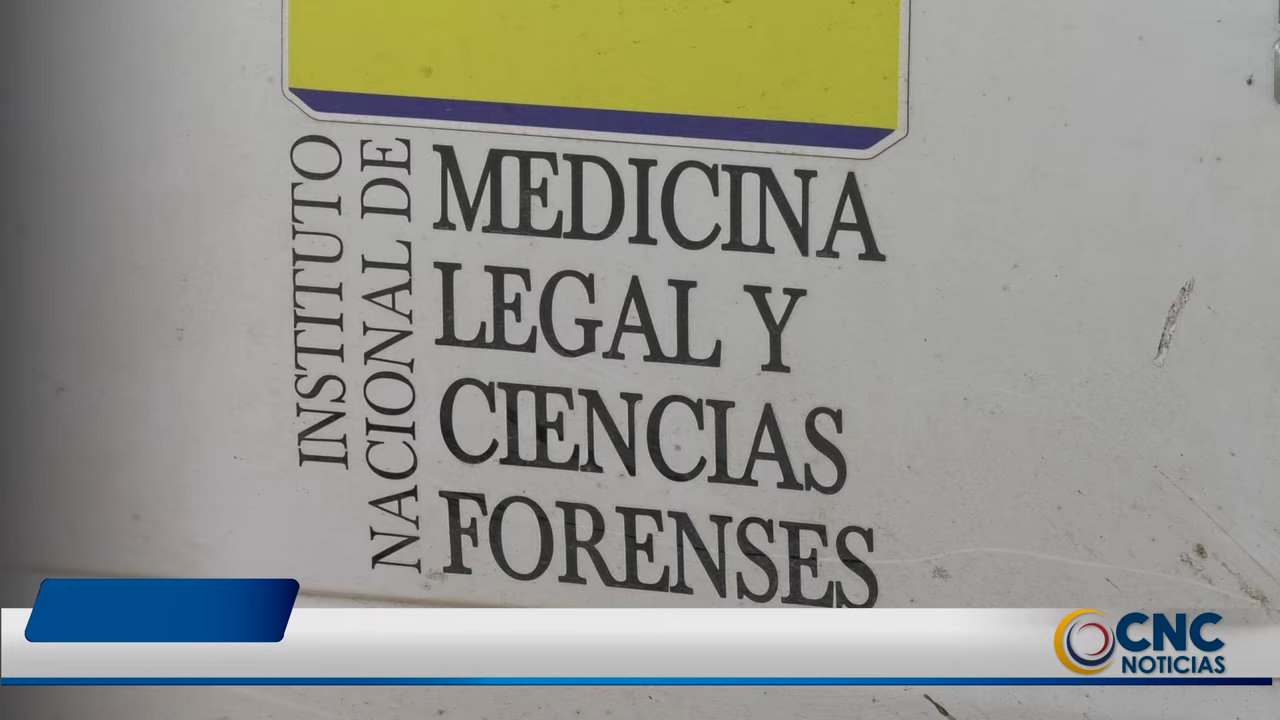 INSTITUTO
NACIONAL DE
MEDICINA
LEGAL Y
CIENCIAS
FORENSES
CNC
NOTICIAS